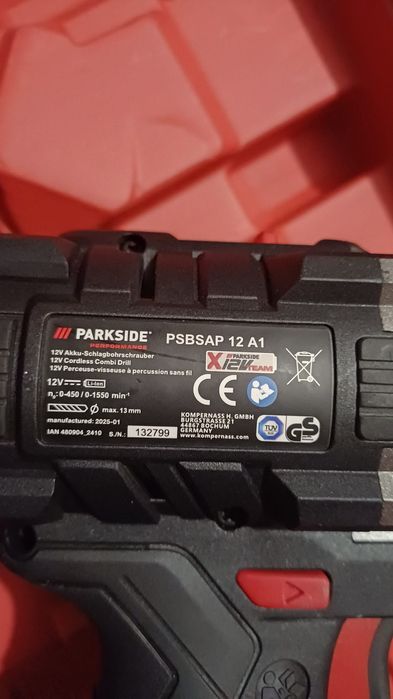 /// PARKSIDE®
PERFORMANCE
PSBSAP 12 A1
12V Akku-Schlagbohrschrauber
12V Cordless Combi Drill
12V Perceuse-visseuse à percussion sans fil
12V Li-Ion
n₀: 0-450 / 0-1550 min⁻¹
Ø max. 13 mm
manufactured: 2025-01
IAN 480904_2410 S./N.: 132799
/// PARKSIDE
X12V TEAM
CE
KOMPERNASS H. GMBH
BURGSTRASSE 21
44867 BOCHUM
GERMANY
www.kompernass.com
TÜV
GS